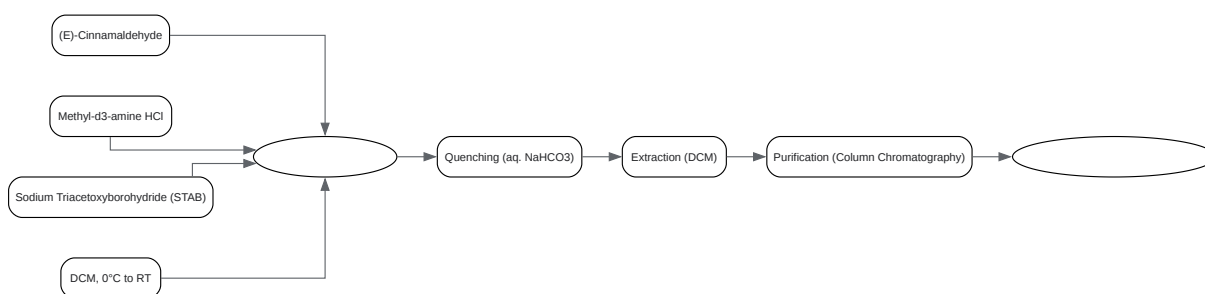 (E)-Cinnamaldehyde
Methyl-d3-amine HCl
Sodium Triacetoxyborohydride (STAB)
DCM, 0°C to RT
Quenching (aq. NaHCO3)
Extraction (DCM)
Purification (Column Chromatography)